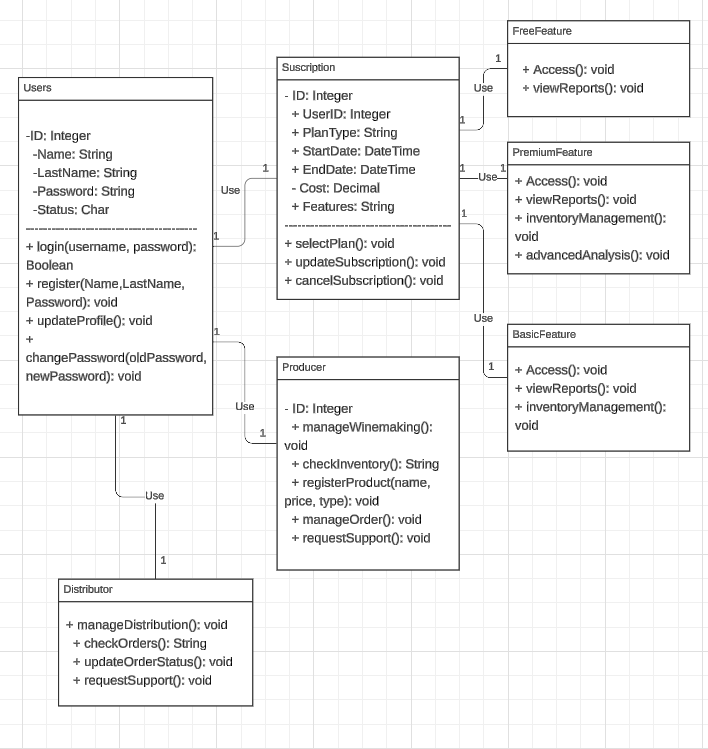 Users
-ID: Integer
-Name: String
-LastName: String
-Password: String
-Status: Char
------------------------------------
+ login(username, password):
Boolean
+ register(Name,LastName,
Password): void
+ updateProfile(): void
+
changePassword(oldPassword,
newPassword): void
1
Use
1
Suscription
- ID: Integer
+ UserID: Integer
+ PlanType: String
+ StartDate: DateTime
+ EndDate: DateTime
- Cost: Decimal
+ Features: String
------------------------------------
+ selectPlan(): void
+ updateSubscription(): void
+ cancelSubscription(): void
1
Use
1
FreeFeature
+ Access(): void
+ viewReports(): void
1
Use
1
PremiumFeature
+ Access(): void
+ viewReports(): void
+ inventoryManagement():
void
+ advancedAnalysis(): void
1
Use
1
BasicFeature
+ Access(): void
+ viewReports(): void
+ inventoryManagement():
void
1
Use
1
Producer
- ID: Integer
+ manageWinemaking():
void
+ checkInventory(): String
+ registerProduct(name,
price, type): void
+ manageOrder(): void
+ requestSupport(): void
1
Use
1
Distributor
+ manageDistribution(): void
+ checkOrders(): String
+ updateOrderStatus(): void
+ requestSupport(): void